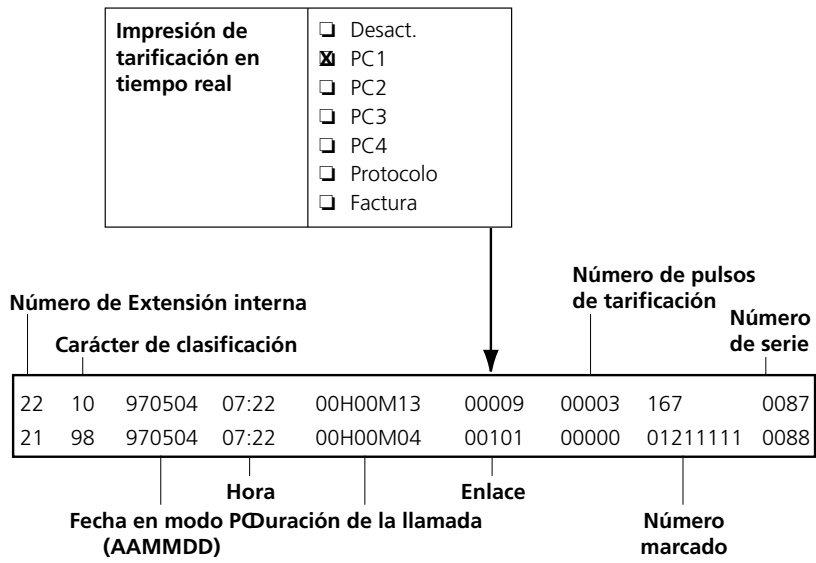 Impresión de
tarificación en
tiempo real
❏ Desact.
X PC1
❏ PC2
❏ PC3
❏ PC4
❏ Protocolo
❏ Factura
Número de pulsos
de tarificación
Número de Extensión interna
Número
de serie
Carácter de clasificación
22 10 970504 07:22 00H00M13 00009 00003 167 0087
21 98 970504 07:22 00H00M04 00101 00000 01211111 0088
Hora
Enlace
Fecha en modo PC
(AAMMDD)
Duración de la llamada
Número
marcado